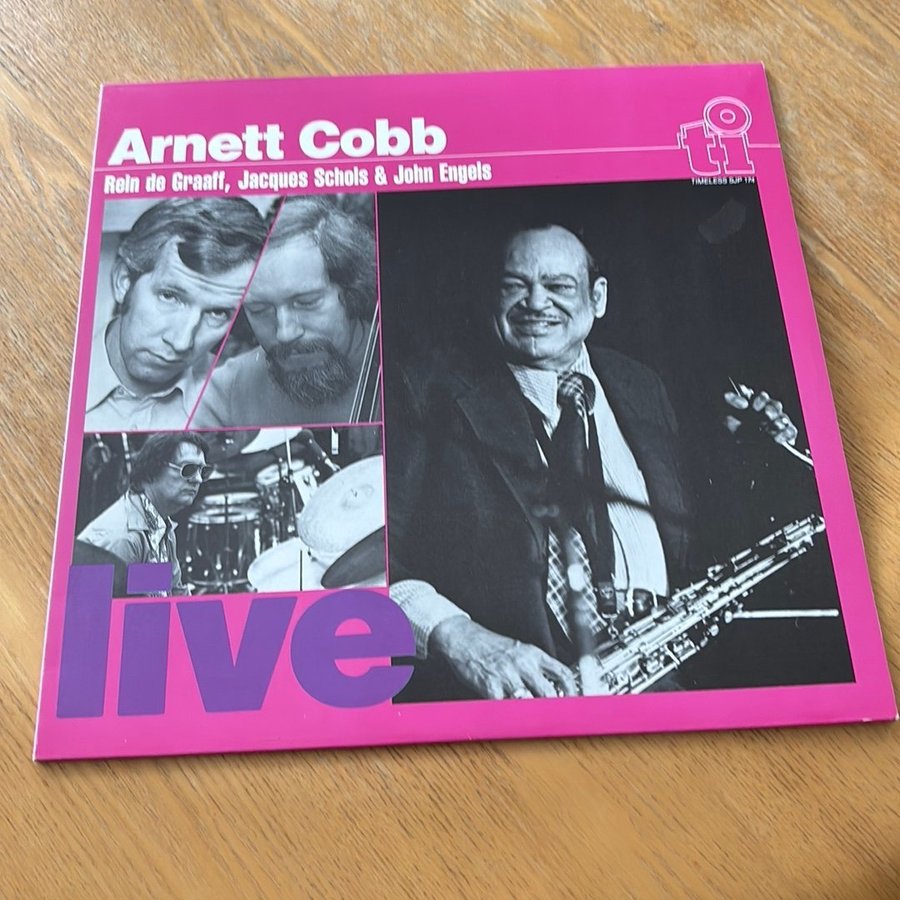 Arnett Cobb
Rein de Graaff, Jacques Schols & John Engels
ti
TIMELESS SJP 174
live